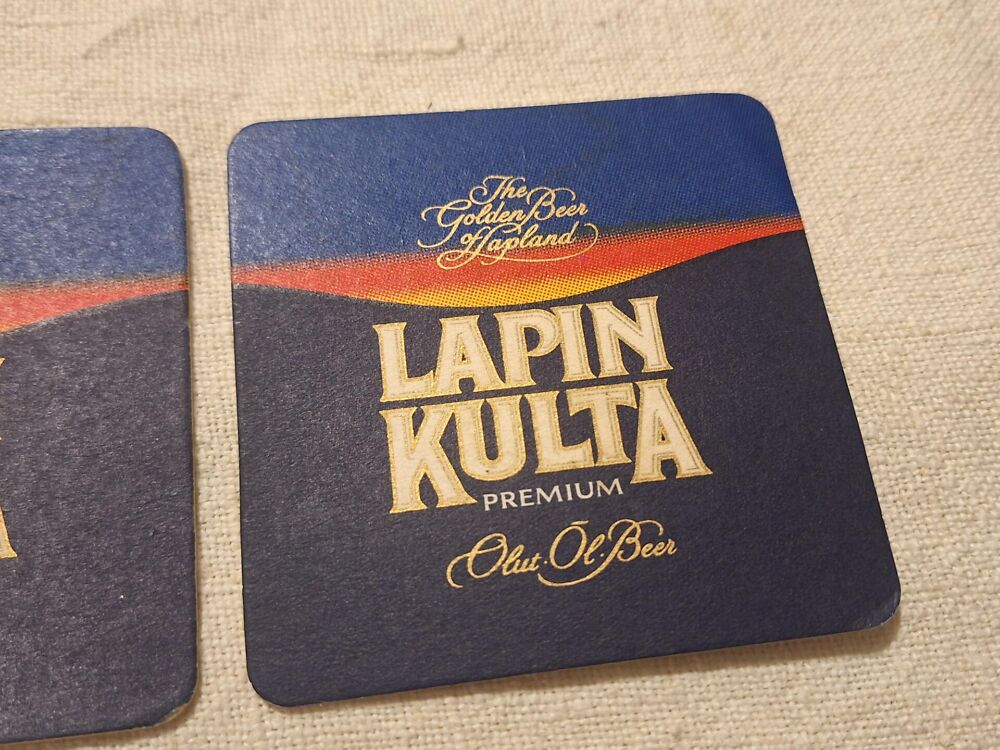 The
Golden Beer
of Lapland
LAPIN
KULTA
PREMIUM
Olut·Öl·Beer